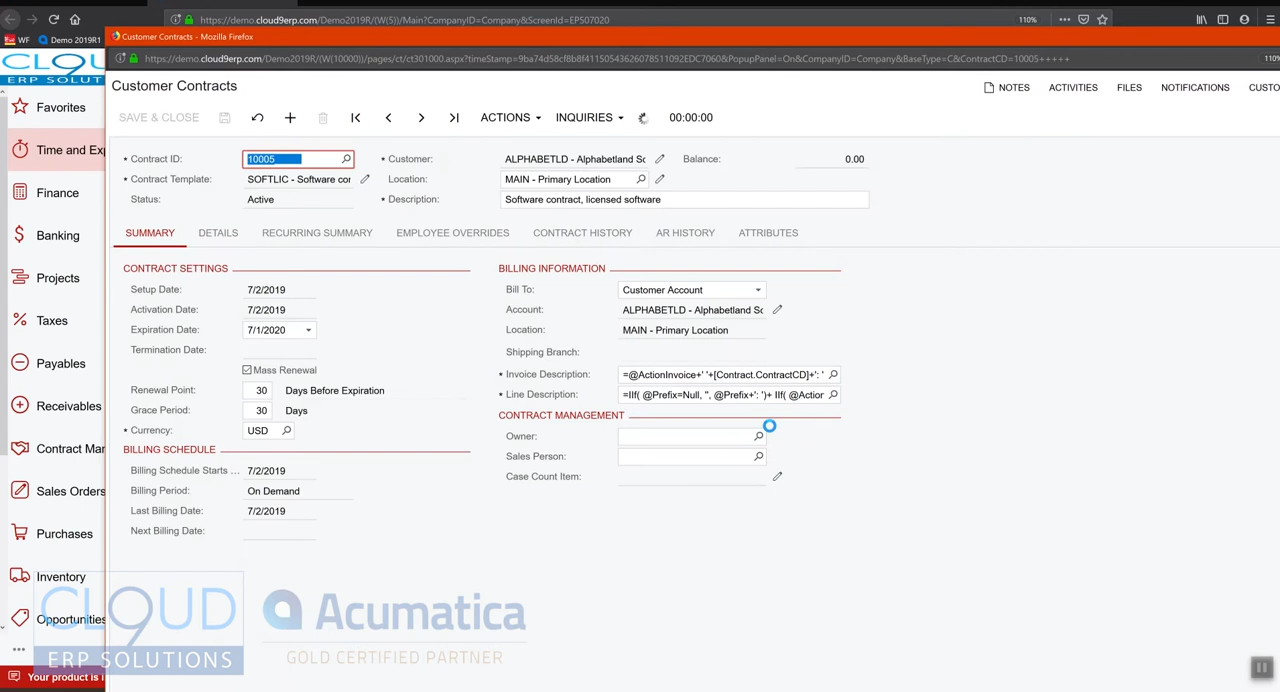 https://demo.cloud9erp.com/Demo2019R/(W(5))/Main?CompanyID=Company&ScreenId=EP507020
110%
WF
Demo 2019R1
Customer Contracts - Mozilla Firefox
https://demo.cloud9erp.com/Demo2019R/(W(10000))/pages/ct/ct301000.aspx?timeStamp=9ba74d58cf8b8f41150543626078511092EDC7060&PopupPanel=On&CompanyID=Company&BaseType=C&ContractCD=10005+++++
110%
CLOU
ERP SOLUT
Customer Contracts
NOTES
ACTIVITIES
FILES
NOTIFICATIONS
CUSTO
SAVE & CLOSE
ACTIONS
INQUIRIES
00:00:00
Favorites
Time and Exp
Finance
Banking
Projects
Taxes
Payables
Receivables
Contract Mar
Sales Orders
Purchases
Inventory
Opportunities
Your product is i
* Contract ID: 10005
* Customer: ALPHABETLD - Alphabetland Sc
Balance: 0.00
* Contract Template: SOFTLIC - Software cor
* Location: MAIN - Primary Location
Status: Active
* Description: Software contract, licensed software
SUMMARY
DETAILS
RECURRING SUMMARY
EMPLOYEE OVERRIDES
CONTRACT HISTORY
AR HISTORY
ATTRIBUTES
CONTRACT SETTINGS
Setup Date: 7/2/2019
Activation Date: 7/2/2019
Expiration Date: 7/1/2020
Termination Date:
Mass Renewal
Renewal Point: 30 Days Before Expiration
Grace Period: 30 Days
* Currency: USD
BILLING SCHEDULE
Billing Schedule Starts ... 7/2/2019
Billing Period: On Demand
Last Billing Date: 7/2/2019
Next Billing Date:
BILLING INFORMATION
Bill To: Customer Account
Account: ALPHABETLD - Alphabetland Sc
Location: MAIN - Primary Location
Shipping Branch:
* Invoice Description: =@ActionInvoice+' '+[Contract.ContractCD]+': '
* Line Description: =IIf( @Prefix=Null, '', @Prefix+': ')+ IIf( @Action
CONTRACT MANAGEMENT
Owner:
Sales Person:
Case Count Item:
CLOUD9
ERP SOLUTIONS
Acumatica
GOLD CERTIFIED PARTNER